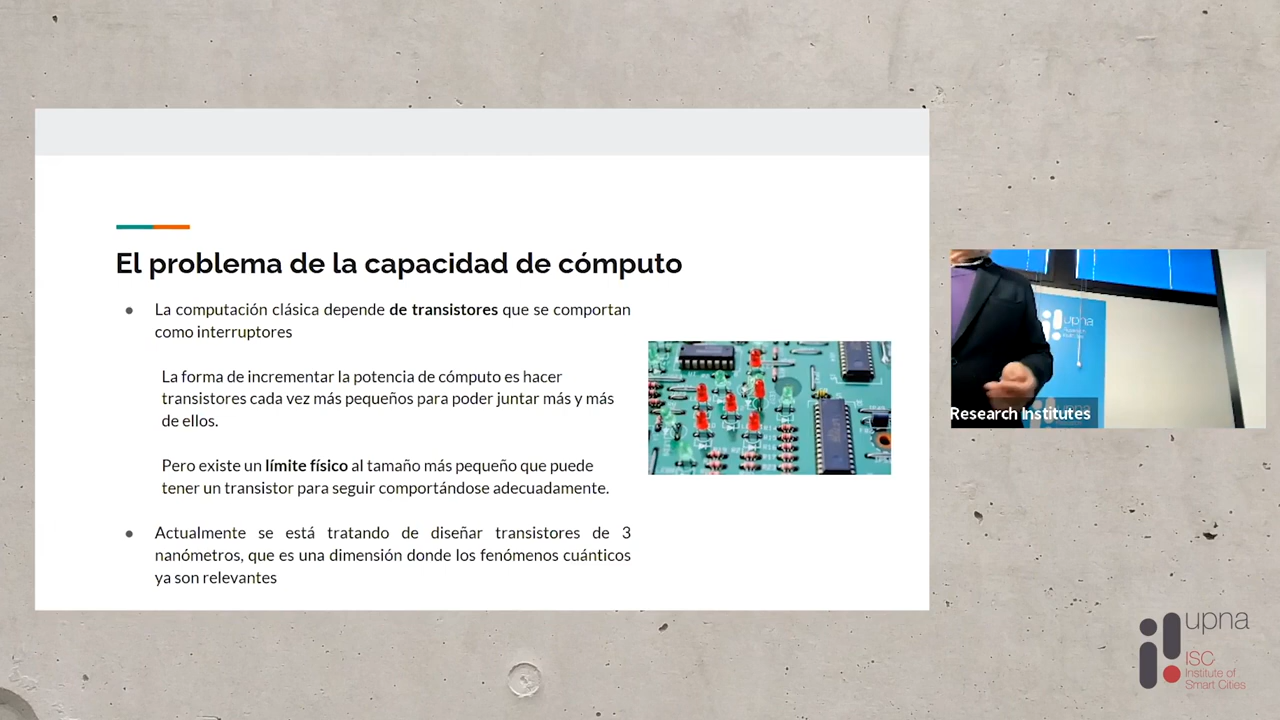 El problema de la capacidad de cómputo
● La computación clásica depende de transistores que se comportan
como interruptores
La forma de incrementar la potencia de cómputo es hacer
transistores cada vez más pequeños para poder juntar más y más
de ellos.
Pero existe un límite físico al tamaño más pequeño que puede
tener un transistor para seguir comportándose adecuadamente.
● Actualmente se está tratando de diseñar transistores de 3
nanómetros, que es una dimensión donde los fenómenos cuánticos
ya son relevantes
upna
Research Institutes
upna
ISC
Institute of
Smart Cities